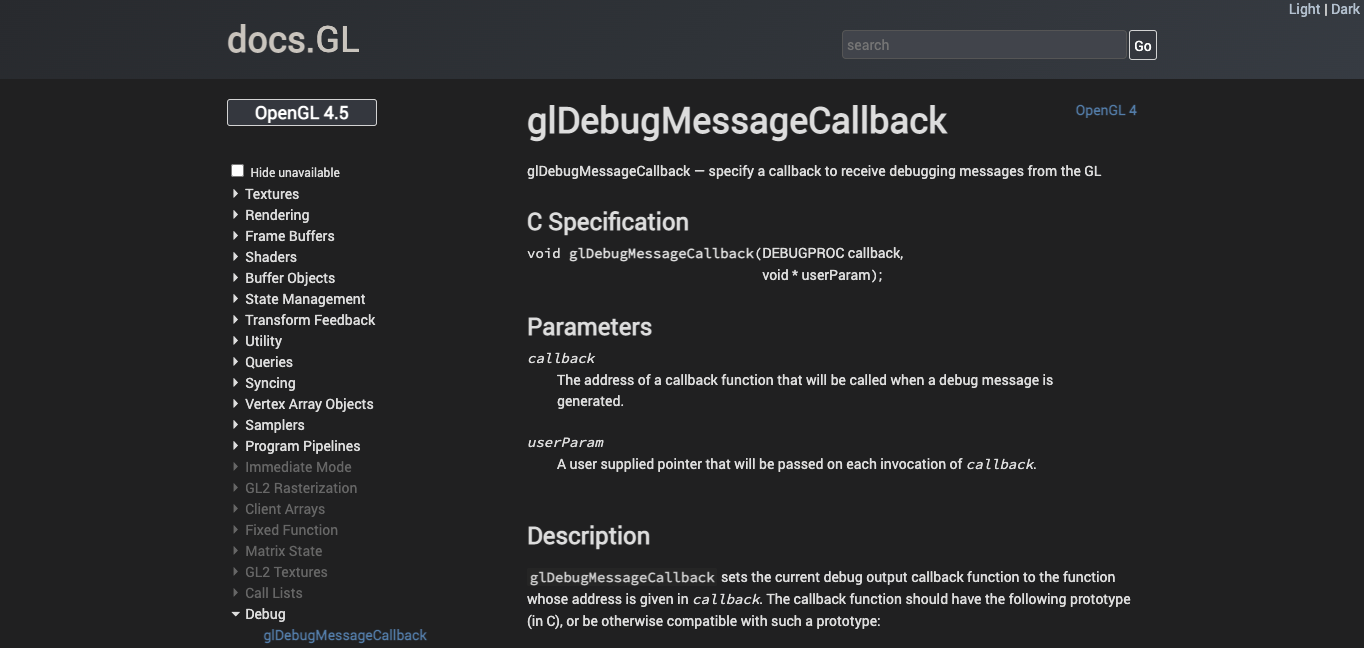 Light | Dark
docs.GL
search
Go
OpenGL 4.5
Hide unavailable
Textures
Rendering
Frame Buffers
Shaders
Buffer Objects
State Management
Transform Feedback
Utility
Queries
Syncing
Vertex Array Objects
Samplers
Program Pipelines
Immediate Mode
GL2 Rasterization
Client Arrays
Fixed Function
Matrix State
GL2 Textures
Call Lists
Debug
glDebugMessageCallback
glDebugMessageCallback
OpenGL 4
glDebugMessageCallback — specify a callback to receive debugging messages from the GL
C Specification
void glDebugMessageCallback(DEBUGPROC callback,
void * userParam);
Parameters
callback
The address of a callback function that will be called when a debug message is
generated.
userParam
A user supplied pointer that will be passed on each invocation of callback.
Description
glDebugMessageCallback sets the current debug output callback function to the function
whose address is given in callback. The callback function should have the following prototype
(in C), or be otherwise compatible with such a prototype: